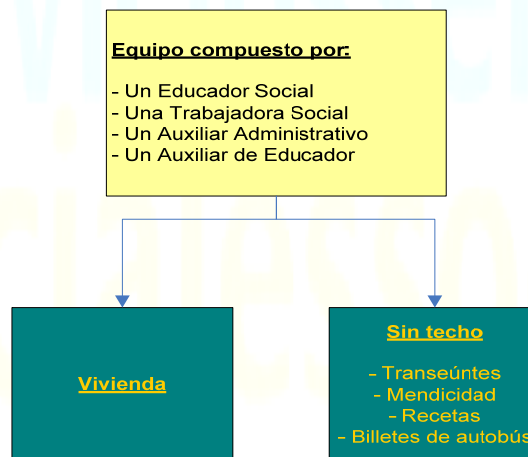 Equipo compuesto por:
- Un Educador Social
- Una Trabajadora Social
- Un Auxiliar Administrativo
- Un Auxiliar de Educador
Vivienda
Sin techo
- Transeúntes
- Mendicidad
- Recetas
- Billetes de autobús